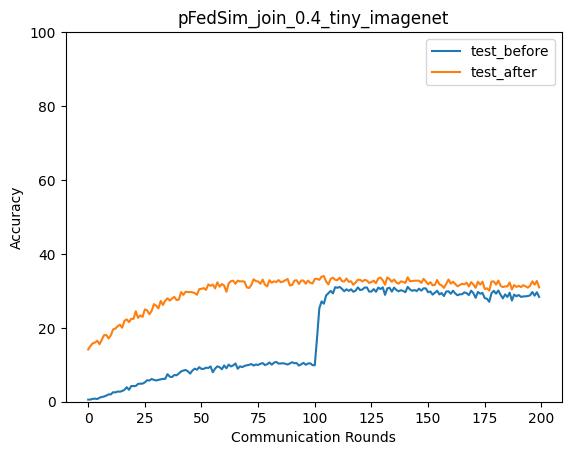 pFedSim_join_0.4_tiny_imagenet
test_before
test_after
Accuracy
100
80
60
40
20
0
0 25 50 75 100 125 150 175 200
Communication Rounds